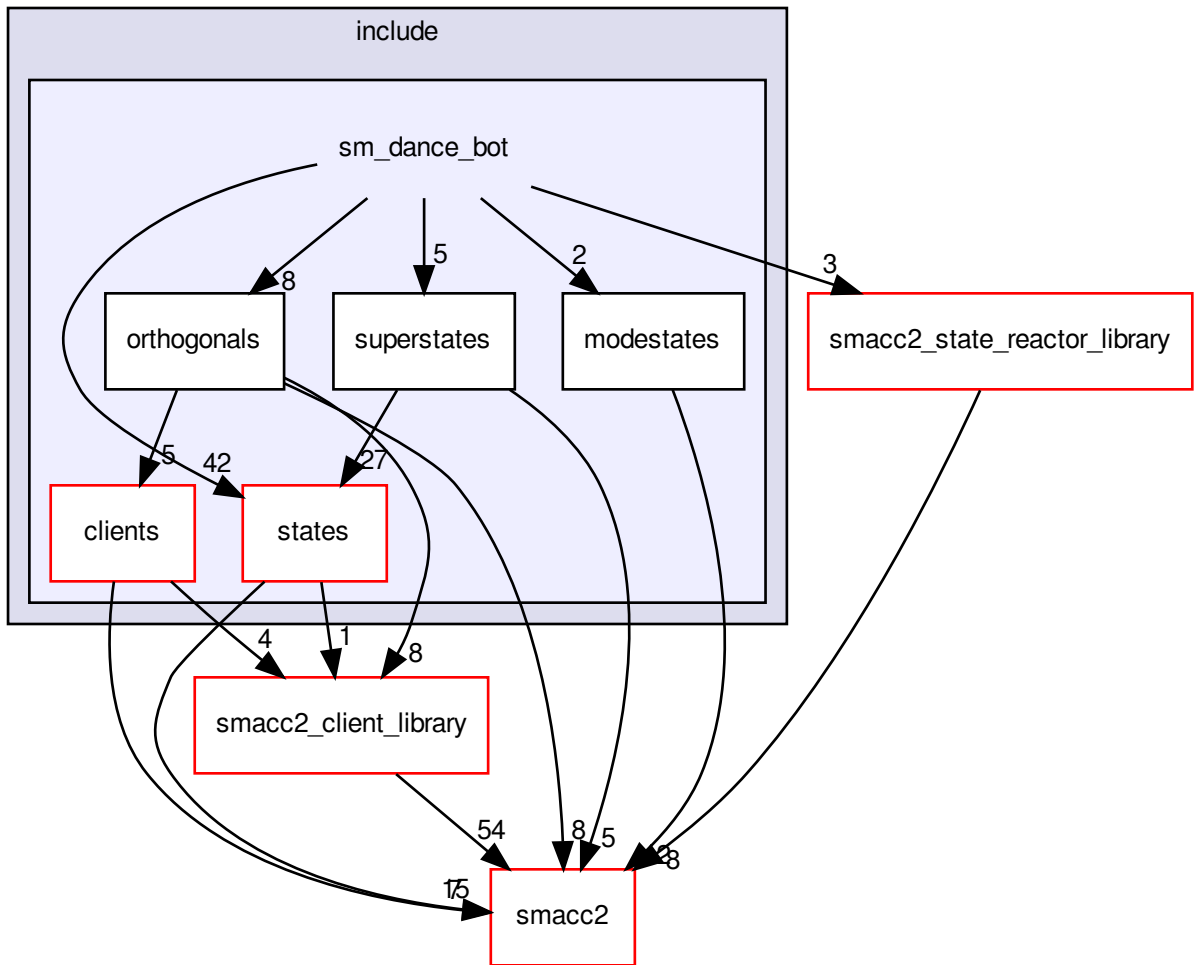 include
sm_dance_bot
3
5
2
8
orthogonals
superstates
modestates
smacc2_state_reactor_library
5
42
27
clients
states
4
1
8
smacc2_client_library
54
8
5
8
smacc2